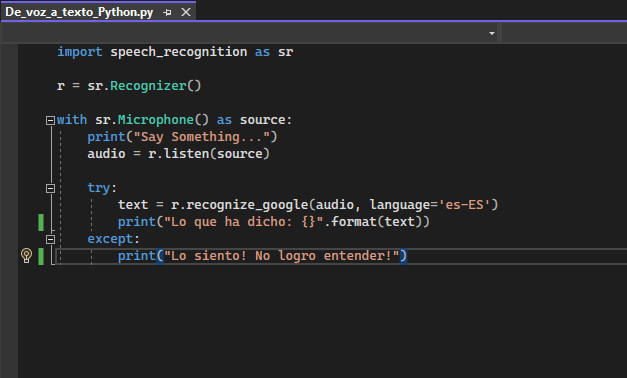 De_voz_a_texto_Python.py
import speech_recognition as sr
r = sr.Recognizer()
with sr.Microphone() as source:
print("Say Something...")
audio = r.listen(source)
try:
text = r.recognize_google(audio, language='es-ES')
print("Lo que ha dicho: {}".format(text))
except:
print("Lo siento! No logro entender!")